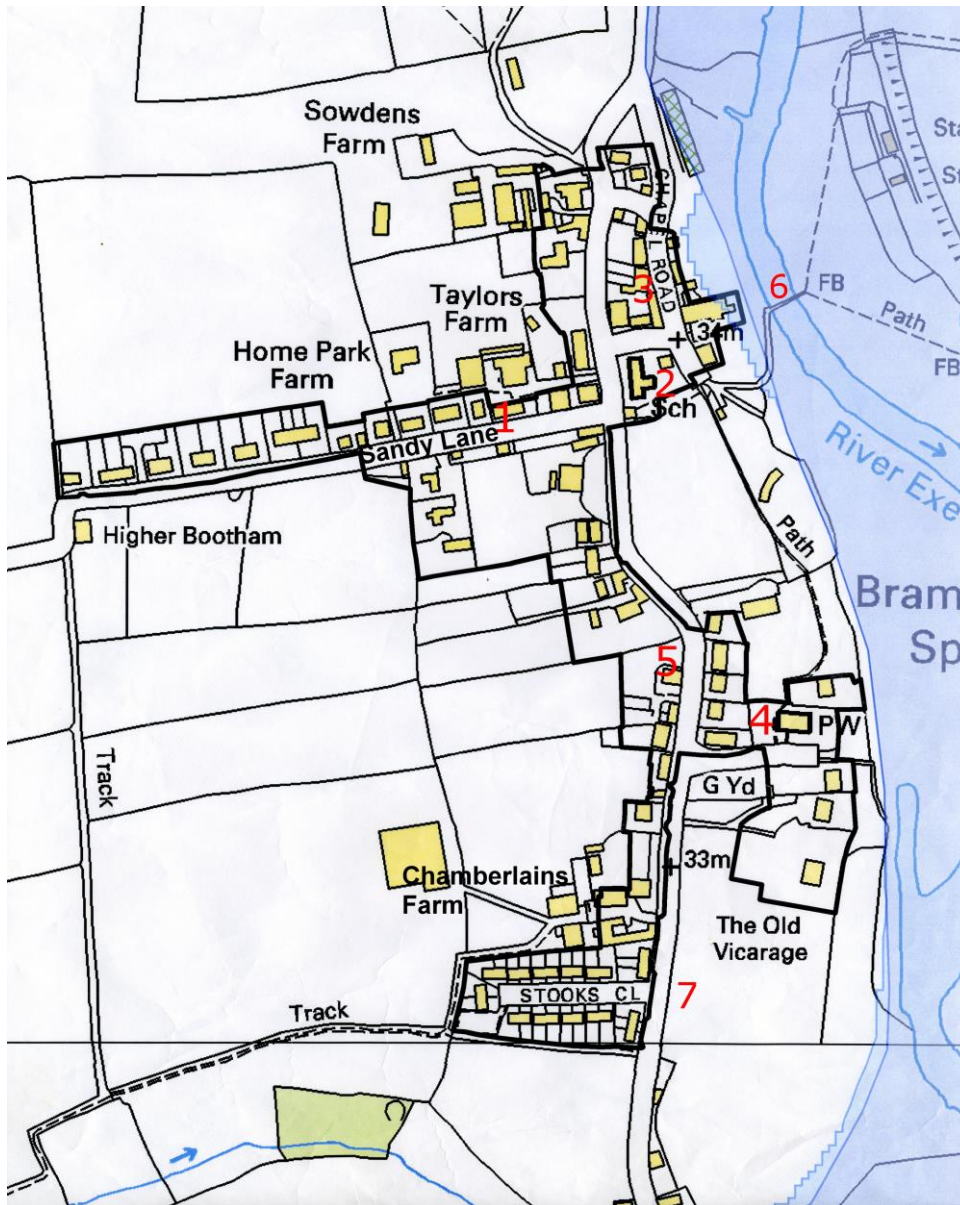 Sowdens
Farm
Sta
S
CHAPEL ROAD
3
6
FB
Taylors
Farm
Path
34m
FB
Home Park
Farm
2
Sch
1
Sandy Lane
River Exe
Higher Bootham
Path
Bram
Sp
5
4
PW
Track
G Yd
33m
Chamberlains
Farm
The Old
Vicarage
7
STOOKS CL
Track